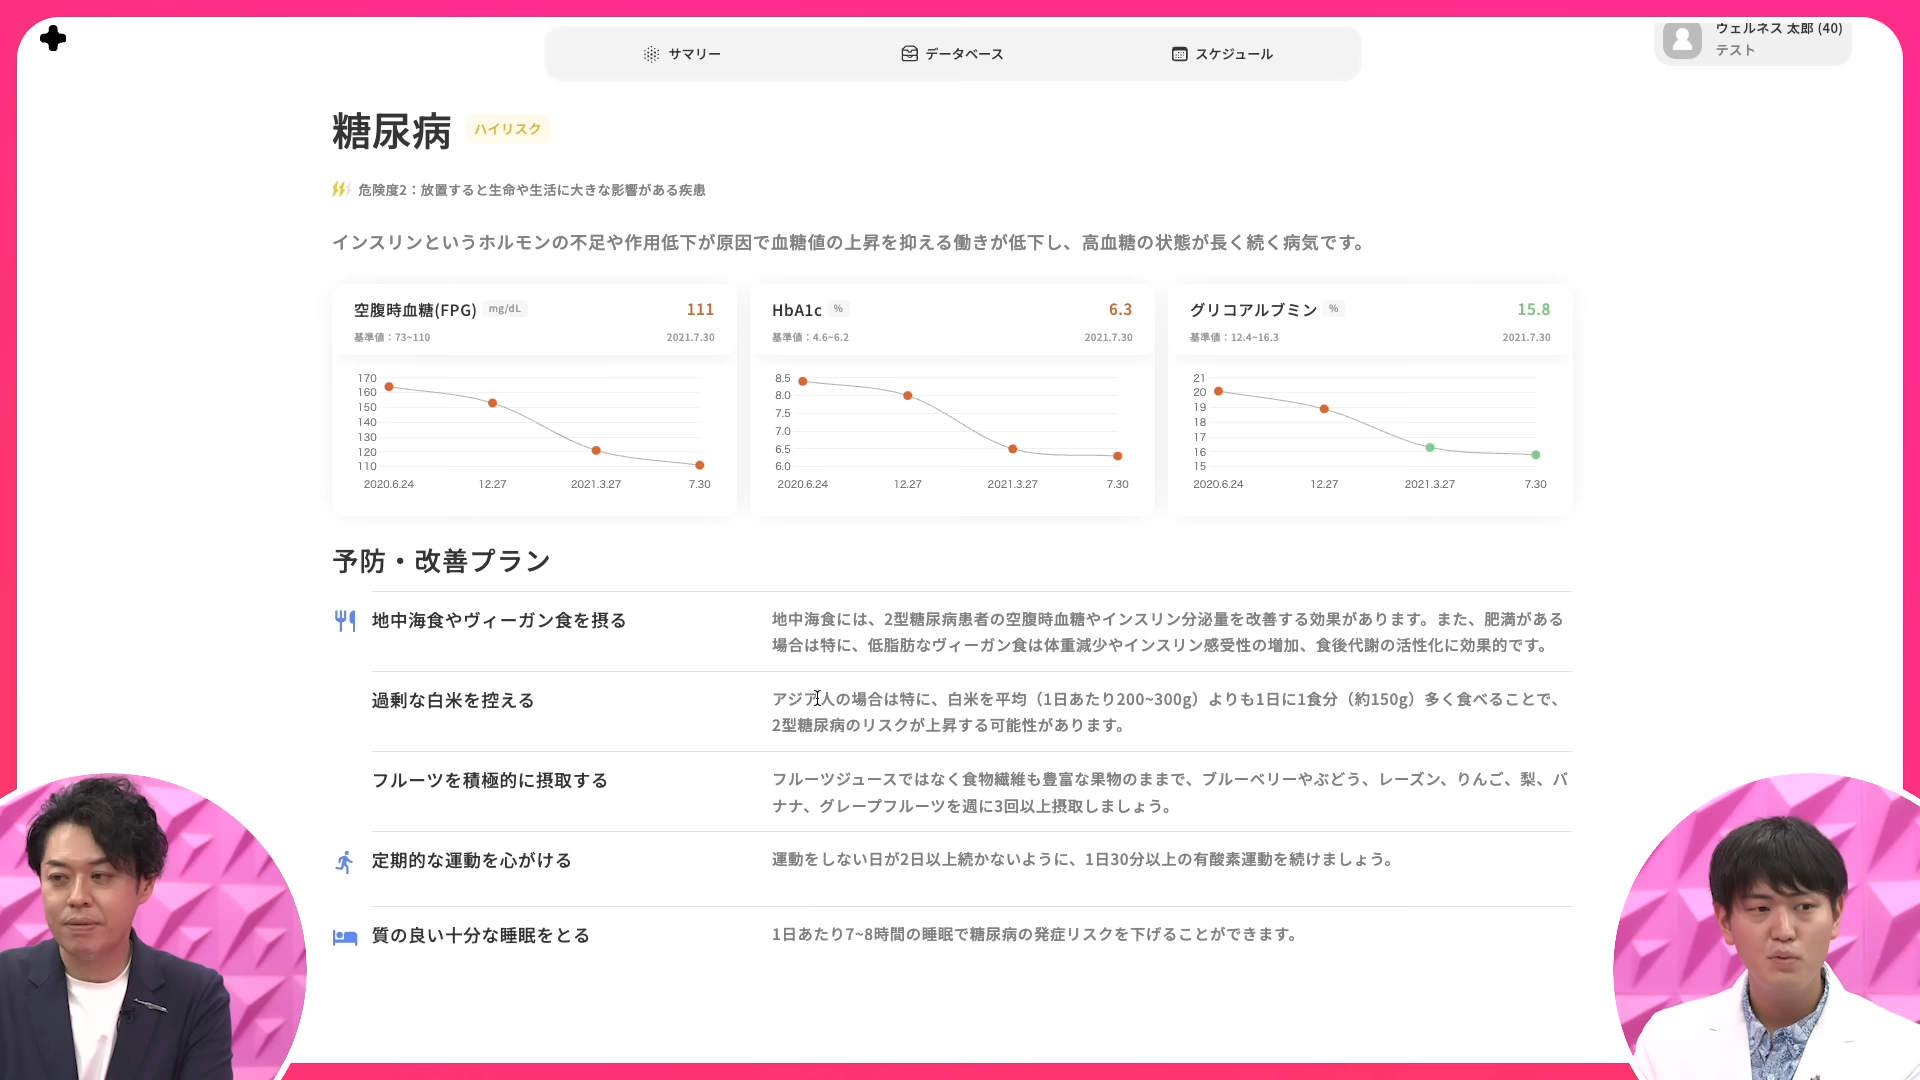 サマリー
データベース
スケジュール
ウェルネス 太郎 (40)
テスト
糖尿病
ハイリスク
危険度2：放置すると生命や生活に大きな影響がある疾患
インスリンというホルモンの不足や作用低下が原因で血糖値の上昇を抑える働きが低下し、高血糖の状態が長く続く病気です。
空腹時血糖(FPG) mg/dL 111
基準値：73~110 2021.7.30
170
160
150
140
130
120
110
2020.6.24 12.27 2021.3.27 7.30
HbA1c % 6.3
基準値：4.6~6.2 2021.7.30
8.5
8.0
7.5
7.0
6.5
6.0
2020.6.24 12.27 2021.3.27 7.30
グリコアルブミン % 15.8
基準値：12.4~16.3 2021.7.30
21
20
19
18
17
16
15
2020.6.24 12.27 2021.3.27 7.30
予防・改善プラン
地中海食やヴィーガン食を摂る
地中海食には、2型糖尿病患者の空腹時血糖やインスリン分泌量を改善する効果があります。また、肥満がある
場合は特に、低脂肪なヴィーガン食は体重減少やインスリン感受性の増加、食後代謝の活性化に効果的です。
過剰な白米を控える
アジア人の場合は特に、白米を平均（1日あたり200~300g）よりも1日に1食分（約150g）多く食べることで、
2型糖尿病のリスクが上昇する可能性があります。
フルーツを積極的に摂取する
フルーツジュースではなく食物繊維も豊富な果物のままで、ブルーベリーやぶどう、レーズン、りんご、梨、バ
ナナ、グレープフルーツを週に3回以上摂取しましょう。
定期的な運動を心がける
運動をしない日が2日以上続かないように、1日30分以上の有酸素運動を続けましょう。
質の良い十分な睡眠をとる
1日あたり7~8時間の睡眠で糖尿病の発症リスクを下げることができます。